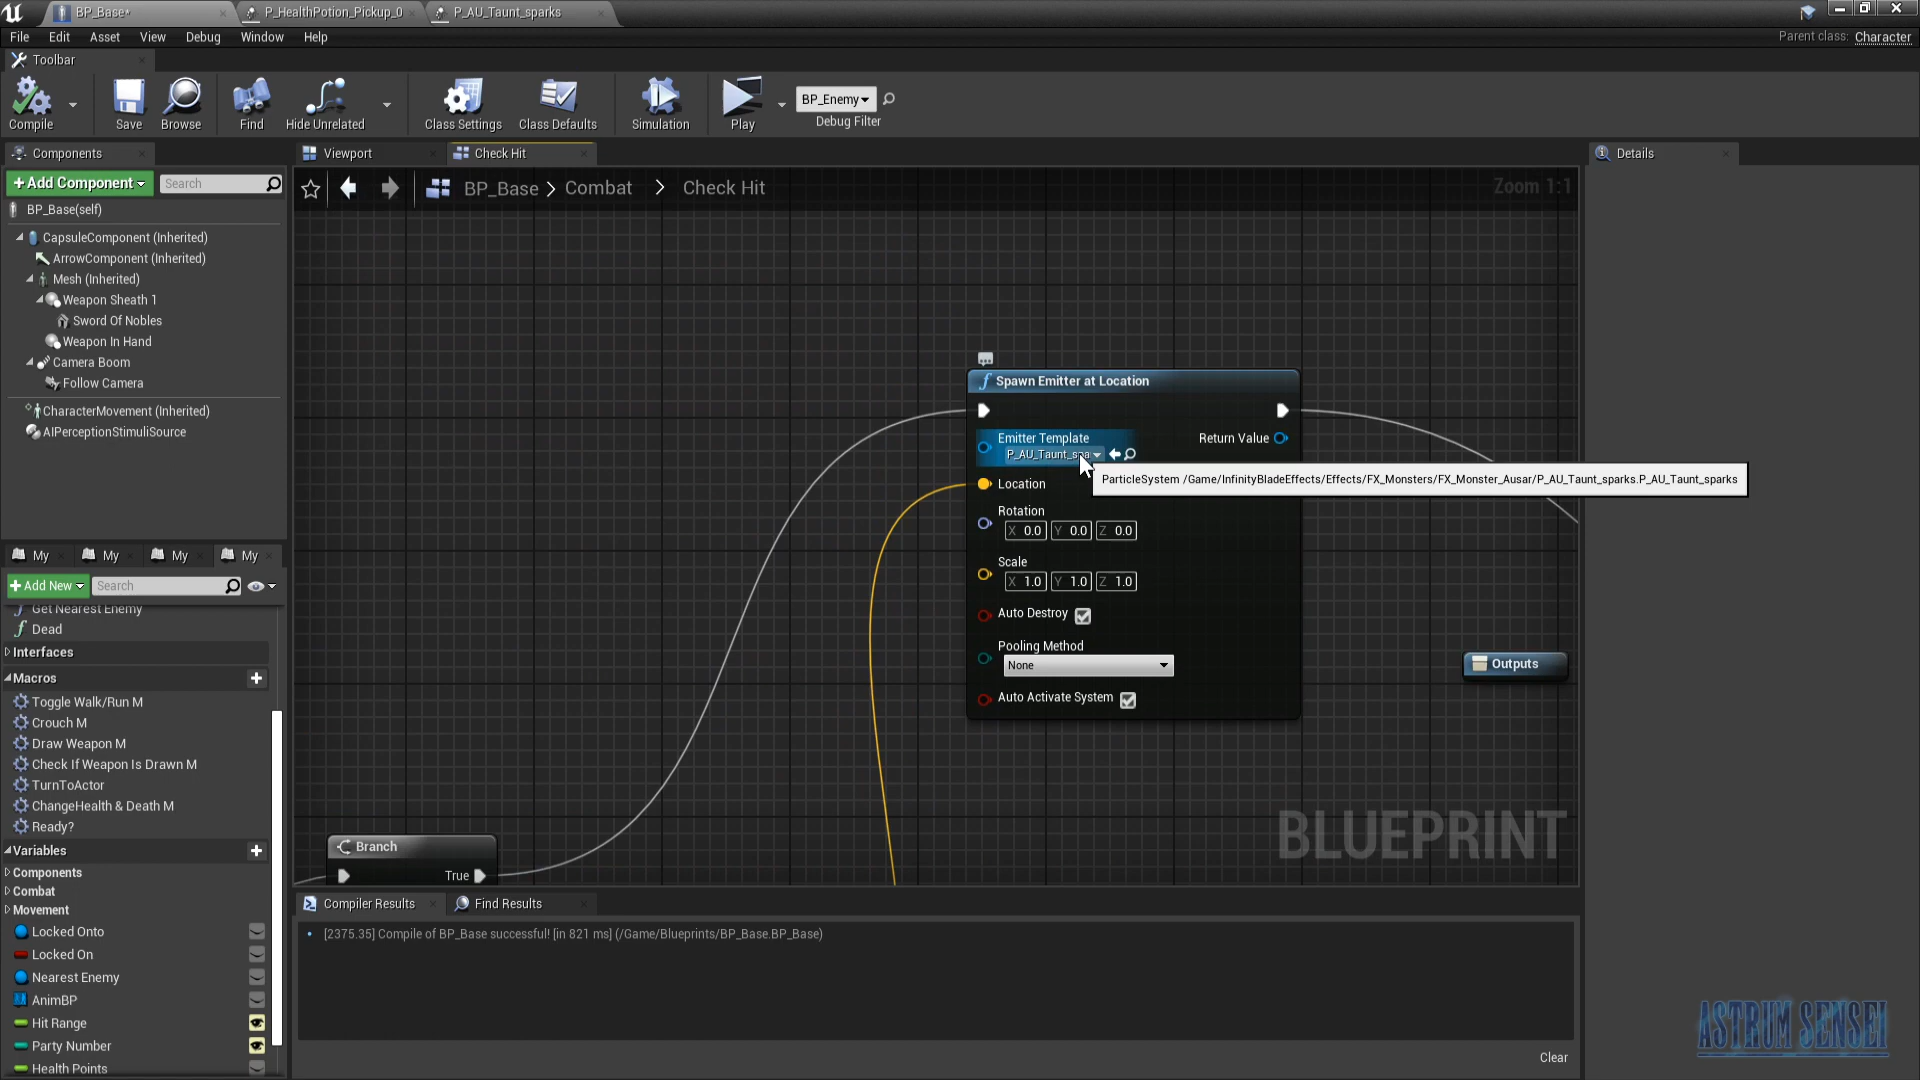 BP_Base*
P_HealthPotion_Pickup_0
P_AU_Taunt_sparks
File Edit Asset View Debug Window Help
Parent class: Character
Toolbar
Compile
Save
Browse
Find
Hide Unrelated
Class Settings
Class Defaults
Simulation
Play
BP_Enemy
Debug Filter
Components
Viewport
Check Hit
Details
+Add Component
Search
BP_Base > Combat > Check Hit
Zoom 1:1
BP_Base(self)
CapsuleComponent (Inherited)
ArrowComponent (Inherited)
Mesh (Inherited)
Weapon Sheath 1
Sword Of Nobles
Weapon In Hand
Camera Boom
Follow Camera
CharacterMovement (Inherited)
AIPerceptionStimuliSource
My
My
My
My
+Add New
Search
Get Nearest Enemy
Dead
Interfaces
Macros
Toggle Walk/Run M
Crouch M
Draw Weapon M
Check If Weapon Is Drawn M
TurnToActor
ChangeHealth & Death M
Ready?
Variables
Components
Combat
Movement
Locked Onto
Locked On
Nearest Enemy
AnimBP
Hit Range
Party Number
Health Points
Spawn Emitter at Location
Emitter Template
Return Value
P_AU_Taunt_spa
ParticleSystem /Game/InfinityBladeEffects/Effects/FX_Monsters/FX_Monster_Ausar/P_AU_Taunt_sparks.P_AU_Taunt_sparks
Location
Rotation
X 0.0 Y 0.0 Z 0.0
Scale
X 1.0 Y 1.0 Z 1.0
Auto Destroy
Pooling Method
None
Auto Activate System
Outputs
BLUEPRINT
Branch
True
Compiler Results
Find Results
[2375.35] Compile of BP_Base successful! [in 821 ms] (/Game/Blueprints/BP_Base.BP_Base)
Clear
ASTRUM SENSEI